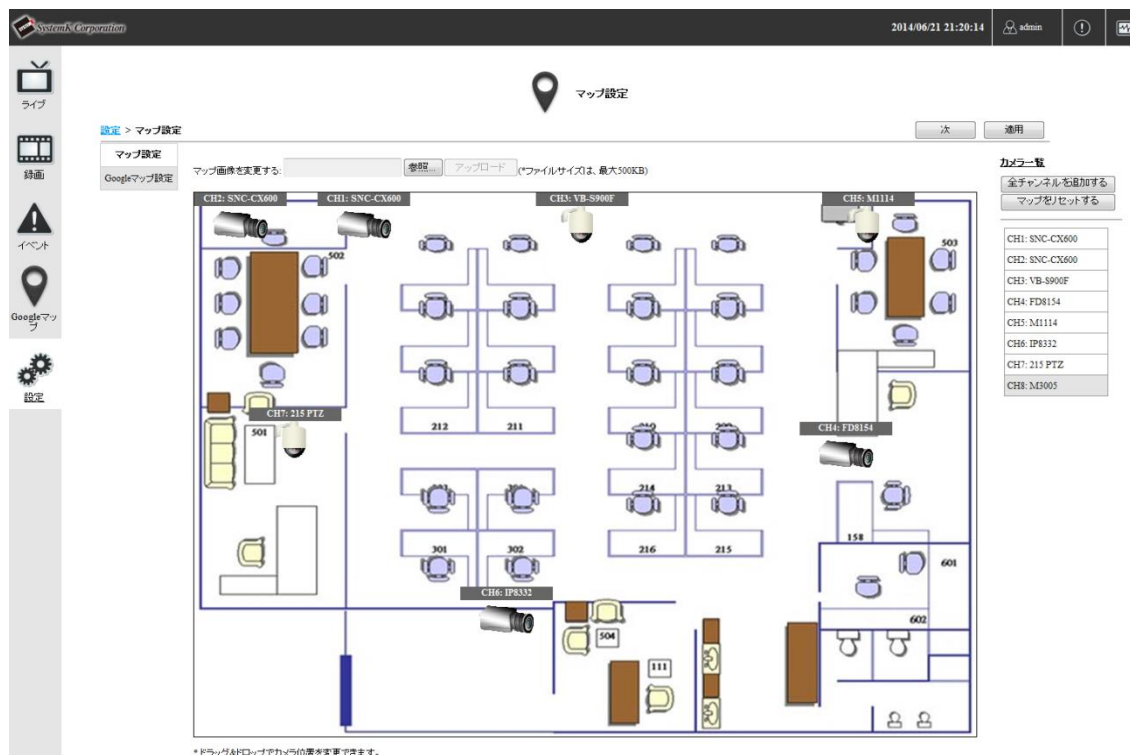 SystemK Corporation
2014/06/21 21:20:14
admin
ライブ
録画
イベント
Googleマッ
プ
設定
マップ設定
設定 > マップ設定
次
適用
マップ設定
Googleマップ設定
マップ画像を変更する:
参照...
アップロード
(*ファイルサイズは、最大500KB)
カメラ一覧
全チャンネルを追加する
マップをリセットする
CH1: SNC-CX600
CH2: SNC-CX600
CH3: VB-S900F
CH4: FD8154
CH5: M1114
CH6: IP8332
CH7: 215 PTZ
CH8: M3005
CH2: SNC-CX600
CH1: SNC-CX600
CH3: VB-S900F
CH5: M1114
502
503
CH7: 215 PTZ
501
212
211
CH4: FD8154
214
213
158
301
302
216
215
601
CH6: IP8332
602
504
111
*ドラッグ&ドロップでカメラ位置を変更できます。